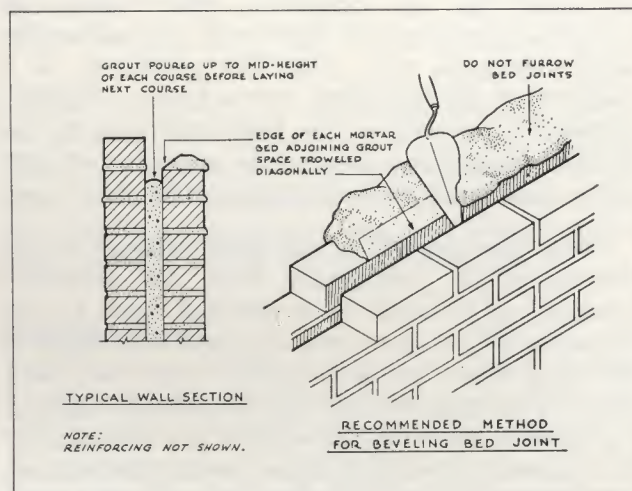 GROUT POURED UP TO MID-HEIGHT
OF EACH COURSE BEFORE LAYING
NEXT COURSE
DO NOT FURROW
BED JOINTS
EDGE OF EACH MORTAR
BED ADJOINING GROUT
SPACE TROWELED
DIAGONALLY
TYPICAL WALL SECTION
NOTE:
REINFORCING NOT SHOWN.
RECOMMENDED METHOD
FOR BEVELING BED JOINT